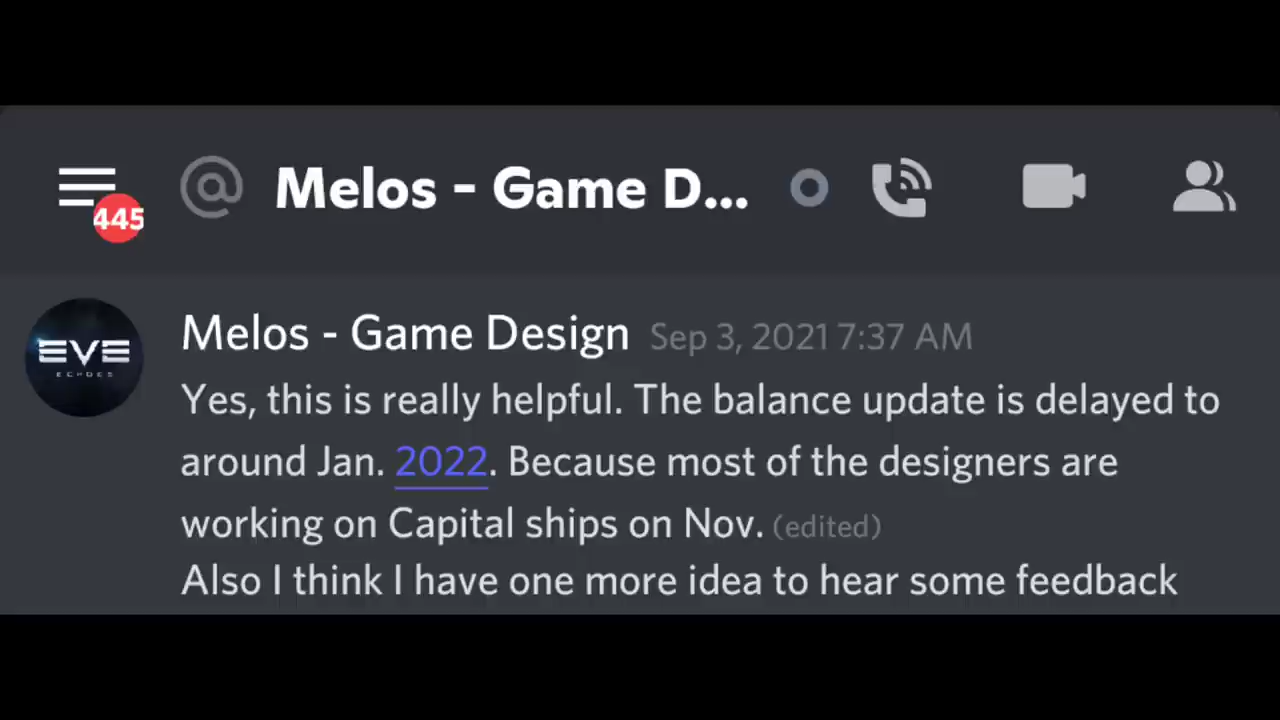 445
@ Melos - Game D...
EVE
ECHOES
Melos - Game Design Sep 3, 2021 7:37 AM
Yes, this is really helpful. The balance update is delayed to
around Jan. 2022. Because most of the designers are
working on Capital ships on Nov. (edited)
Also I think I have one more idea to hear some feedback